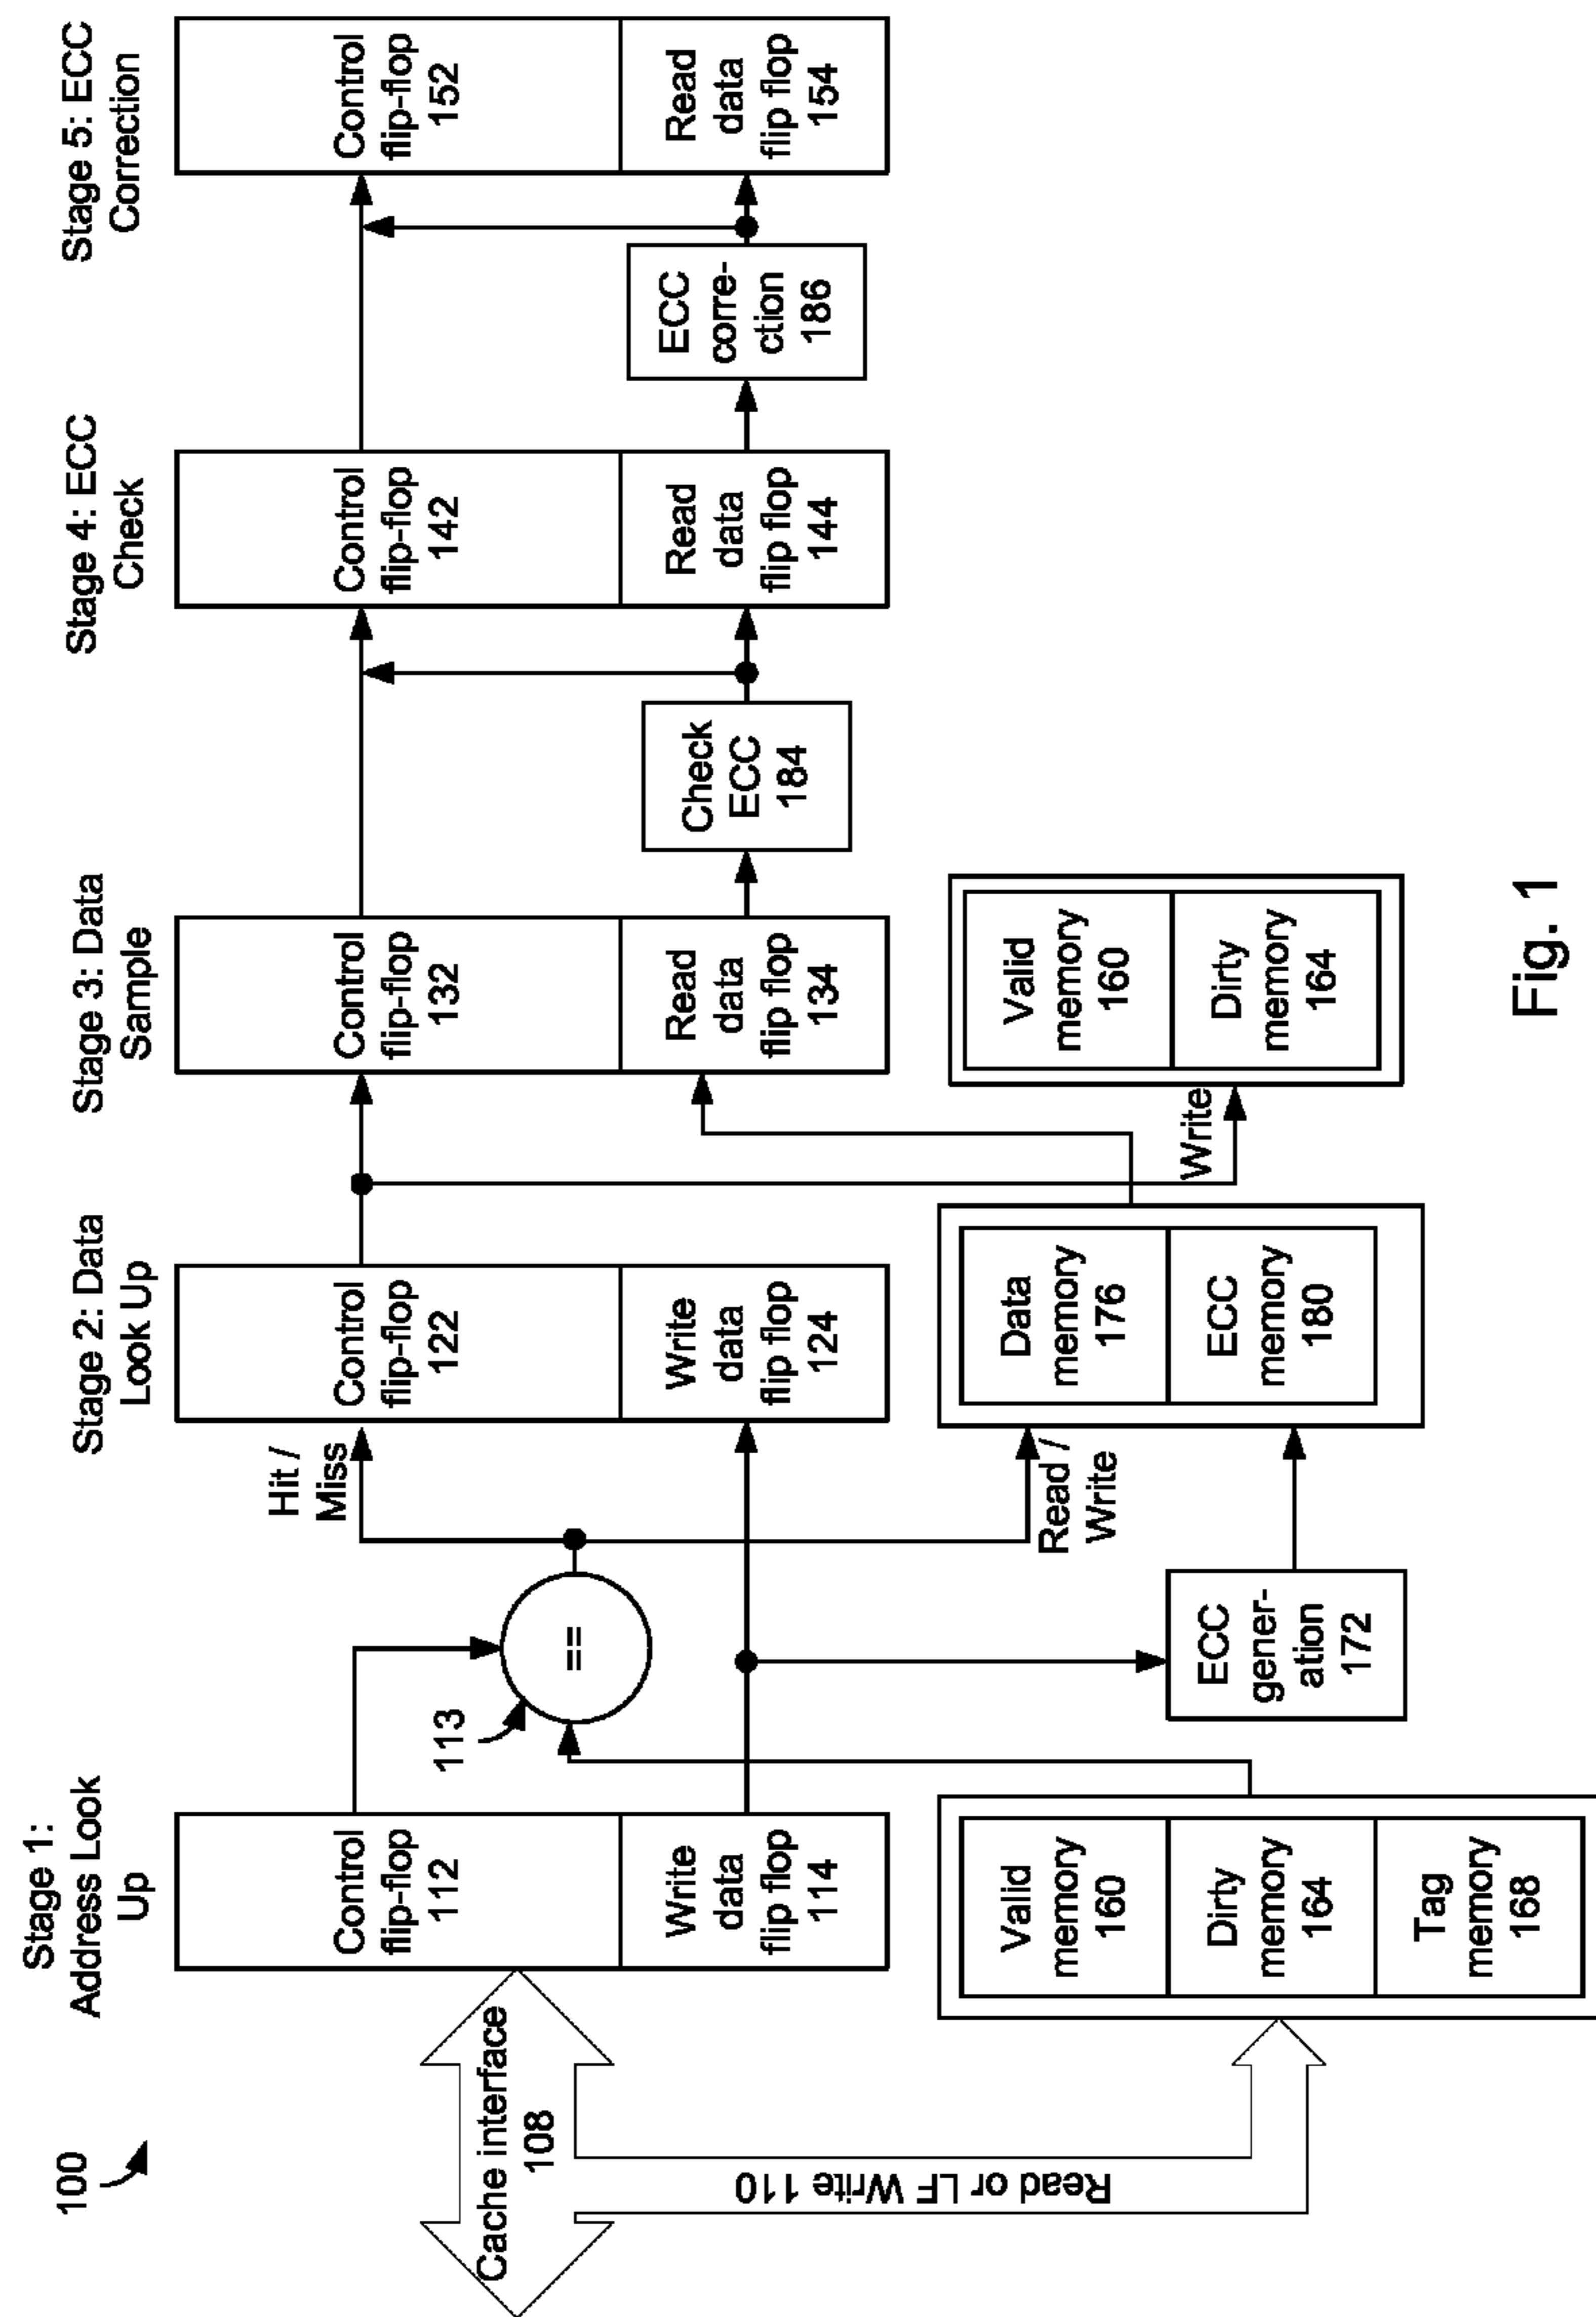 100
Cache interface
108
Read or LF Write 110
Stage 1:
Address Look
Up
Control
flip-flop
112
Write
data
flip flop
114
Valid
memory
160
Dirty
memory
164
Tag
memory
168
113
==
ECC
gener-
ation
172
Hit /
Miss
Read /
Write
Stage 2: Data
Look Up
Control
flip-flop
122
Write
data
flip flop
124
Data
memory
176
ECC
memory
180
Write
Stage 3: Data
Sample
Control
flip-flop
132
Read
data
flip flop
134
Valid
memory
160
Dirty
memory
164
Check
ECC
184
Stage 4: ECC
Check
Control
flip-flop
142
Read
data
flip flop
144
ECC
corre-
ction
186
Stage 5: ECC
Correction
Control
flip-flop
152
Read
data
flip flop
154
Fig. 1